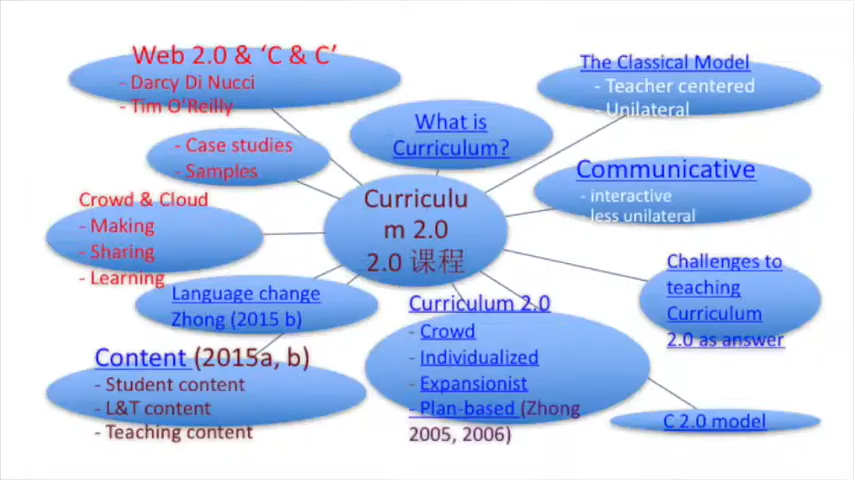 Web 2.0 & ‘C & C’
- Darcy Di Nucci
- Tim O’Reilly
The Classical Model
- Teacher centered
- Unilateral
What is
Curriculum?
- Case studies
- Samples
Communicative
- interactive
- less unilateral
Curriculu
m 2.0
2.0 课程
Crowd & Cloud
- Making
- Sharing
- Learning
Challenges to
teaching
Curriculum
2.0 as answer
Language change
Zhong (2015 b)
Curriculum 2.0
- Crowd
- Individualized
- Expansionist
- Plan-based (Zhong
2005, 2006)
Content (2015a, b)
- Student content
- L&T content
- Teaching content
C 2.0 model